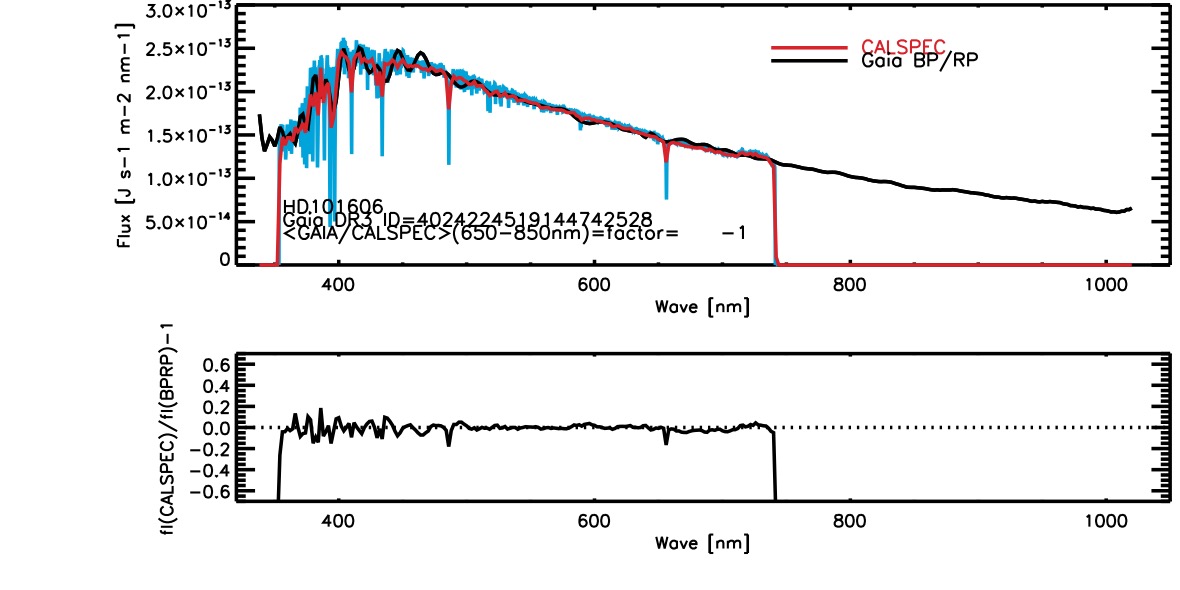 3.0×10−13
2.5×10−13
2.0×10−13
1.5×10−13
1.0×10−13
5.0×10−14
0
Flux [J s−1 m−2 nm−1]
CALSPEC
Gaia BP/RP
HD101606
Gaia DR3 ID=4024224519144742528
<GAIA/CALSPEC>(650−850nm)=factor= −1
400 600 800 1000
Wave [nm]
fl(CALSPEC)/fl(BPRP)−1
0.6
0.4
0.2
0.0
−0.2
−0.4
−0.6
400 600 800 1000
Wave [nm]